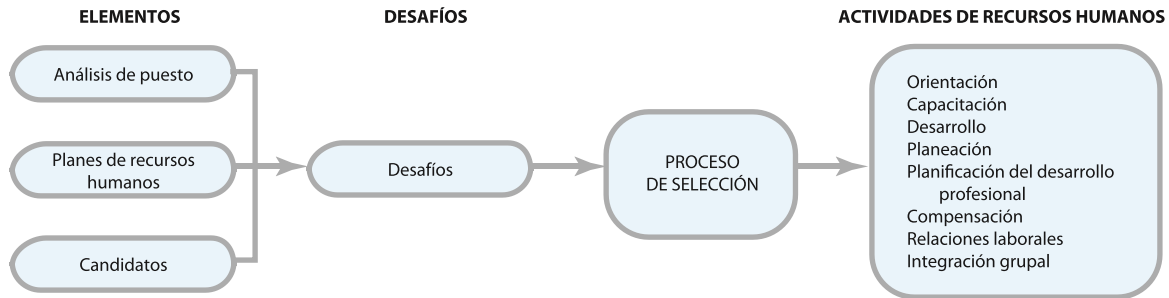 ELEMENTOS
DESAFÍOS
ACTIVIDADES DE RECURSOS HUMANOS
Análisis de puesto
Planes de recursos
humanos
Candidatos
Desafíos
PROCESO
DE SELECCIÓN
Orientación
Capacitación
Desarrollo
Planeación
Planificación del desarrollo
profesional
Compensación
Relaciones laborales
Integración grupal